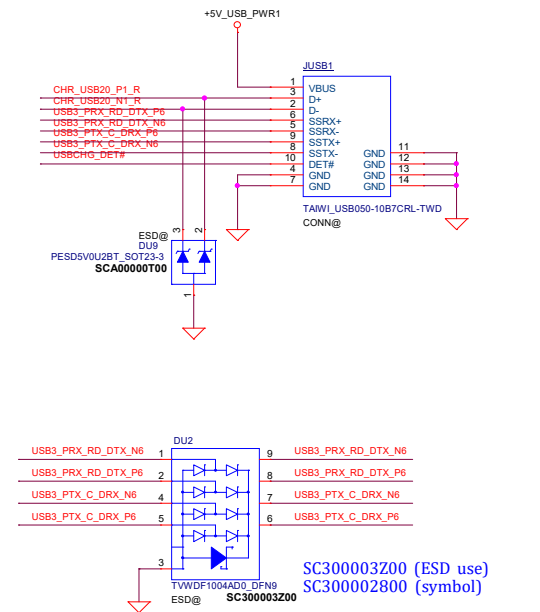 +5V_USB_PWR1
JUSB1
CHR_USB20_P1_R
CHR_USB20_N1_R
USB3_PRX_RD_DTX_P6
USB3_PRX_RD_DTX_N6
USB3_PTX_C_DRX_P6
USB3_PTX_C_DRX_N6
USBCHG_DET#
1 VBUS
3 D+
2 D-
6 SSRX+
5 SSRX-
9 SSTX+
8 SSTX- GND 11
10 DET# GND 12
4 GND GND 13
7 GND GND 14
TAIWI_USB050-10B7CRL-TWD
CONN@
3 2
ESD@
DU9
PESD5V0U2BT_SOT23-3
SCA00000T00
1
DU2
USB3_PRX_RD_DTX_N6 1 9 USB3_PRX_RD_DTX_N6
USB3_PRX_RD_DTX_P6 2 8 USB3_PRX_RD_DTX_P6
USB3_PTX_C_DRX_N6 4 7 USB3_PTX_C_DRX_N6
USB3_PTX_C_DRX_P6 5 6 USB3_PTX_C_DRX_P6
3
TVWDF1004AD0_DFN9
ESD@ SC300003Z00
SC300003Z00 (ESD use)
SC300002800 (symbol)